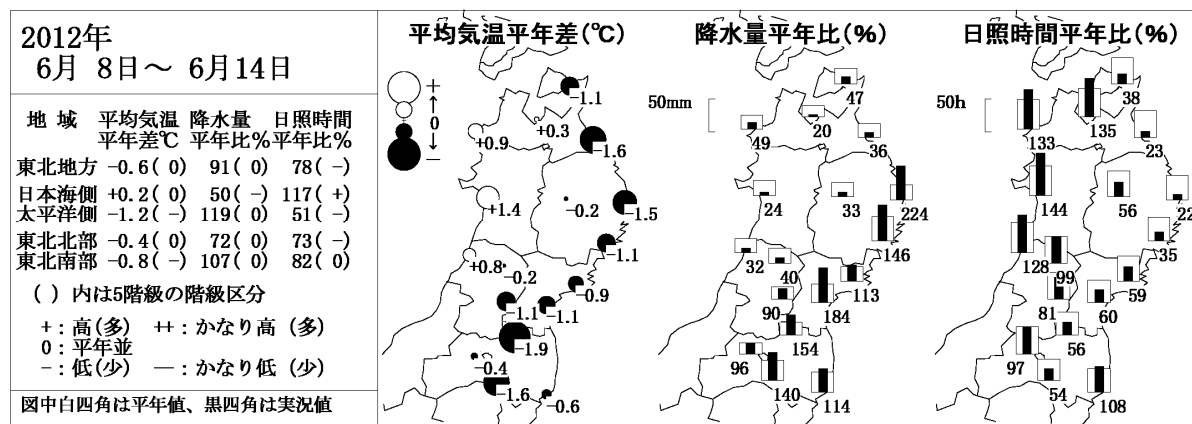 2012年
6月 8日～ 6月14日
地 域 平均気温 降水量 日照時間
平年差℃ 平年比% 平年比%
東北地方 -0.6( 0) 91( 0) 78( -)
日本海側 +0.2( 0) 50( -) 117( +)
太平洋側 -1.2( -) 119( 0) 51( -)
東北北部 -0.4( 0) 72( 0) 73( -)
東北南部 -0.8( -) 107( 0) 82( 0)
( ) 内は5階級の階級区分
+ : 高(多) ++ : かなり高 (多)
0 : 平年並
- : 低(少) -- : かなり低 (少)
図中白四角は平年値、黒四角は実況値
平均気温平年差(℃)
+
0
-
-1.1
+0.3
+0.9
-1.6
+1.4
-0.2
-1.5
-1.1
+0.8
-0.2
-0.9
-1.1
-1.1
-1.9
-0.4
-1.6
-0.6
降水量平年比(%)
50mm
47
20
49
36
24
33
224
146
32
40
113
90
184
154
96
140
114
日照時間平年比(%)
50h
38
135
133
23
144
56
22
35
128
99
59
81
60
56
97
54
108